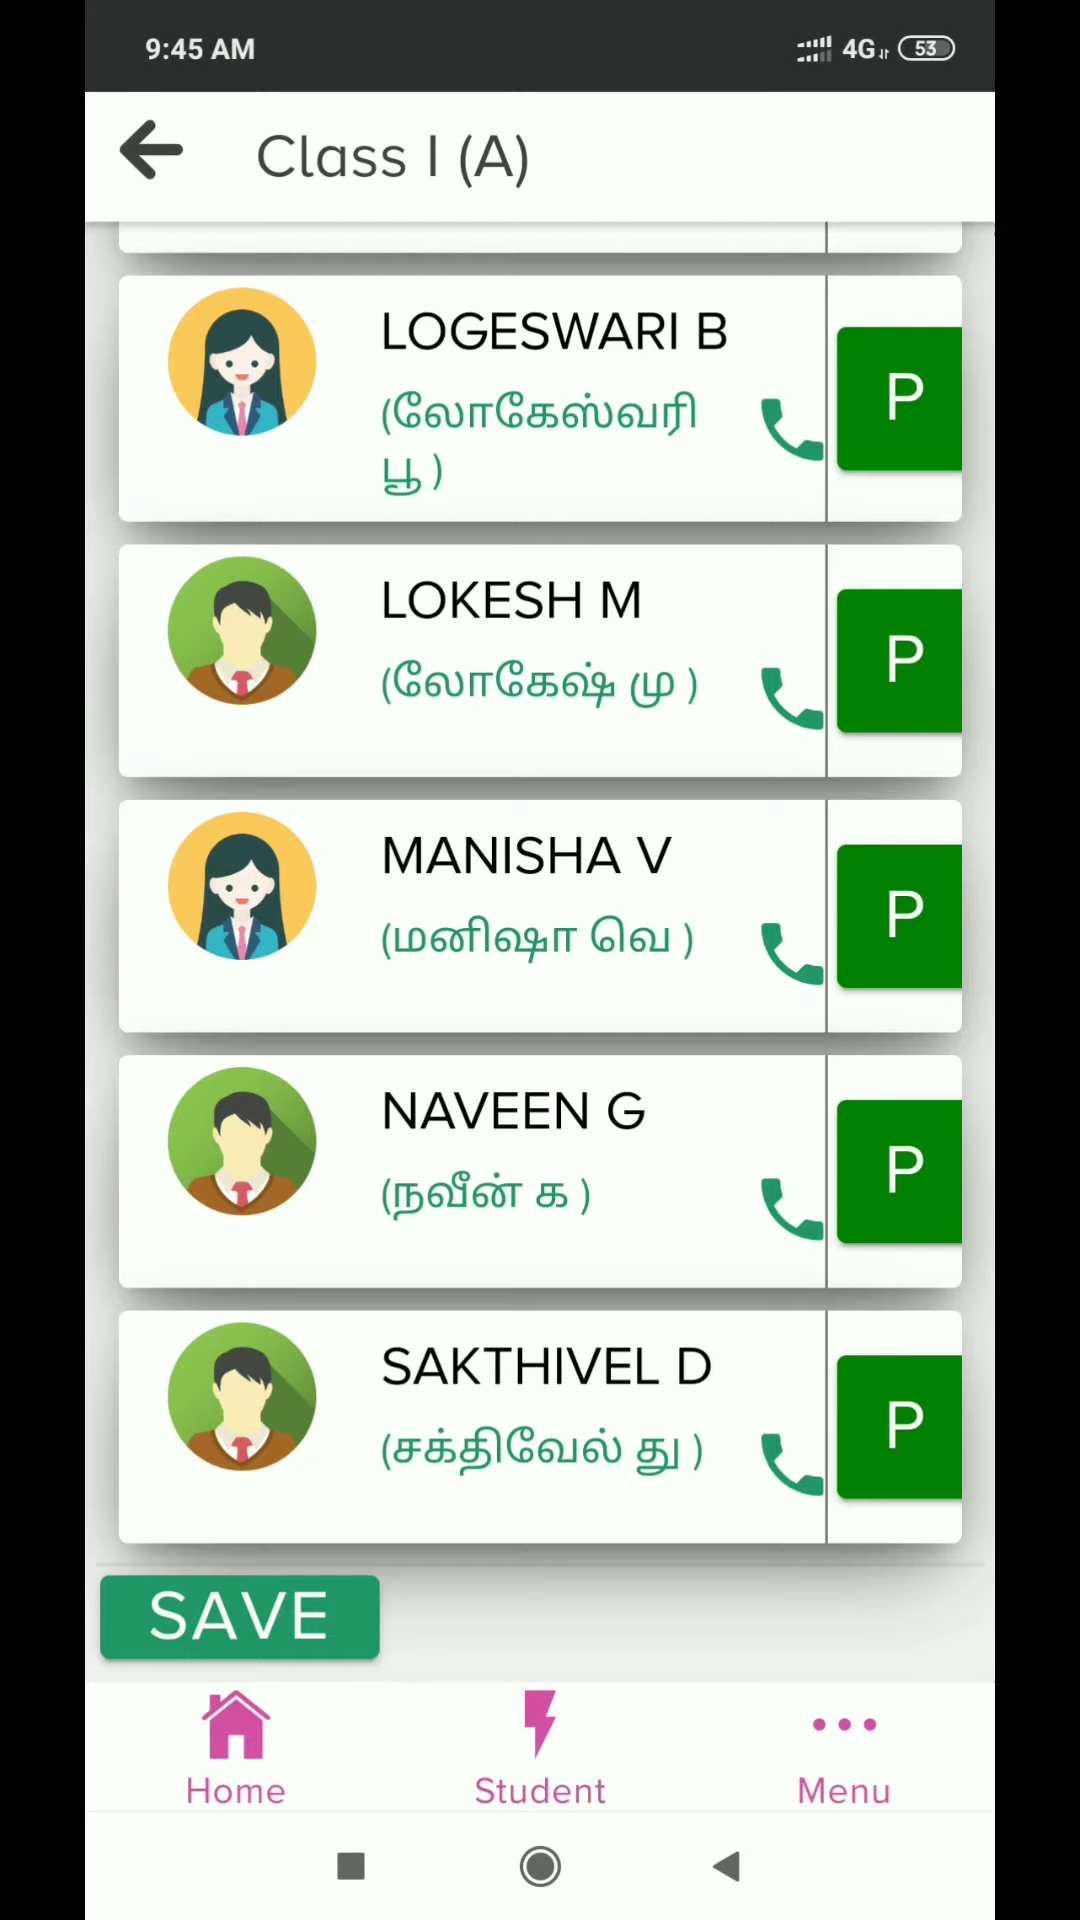 9:45 AM 4G 53
Class I (A)
LOGESWARI B
(லோகேஸ்வரி
பூ )
P
LOKESH M
(லோகேஷ் மு )
P
MANISHA V
(மனிஷா வெ )
P
NAVEEN G
(நவீன் க )
P
SAKTHIVEL D
(சக்திவேல் து )
P
SAVE
Home Student Menu